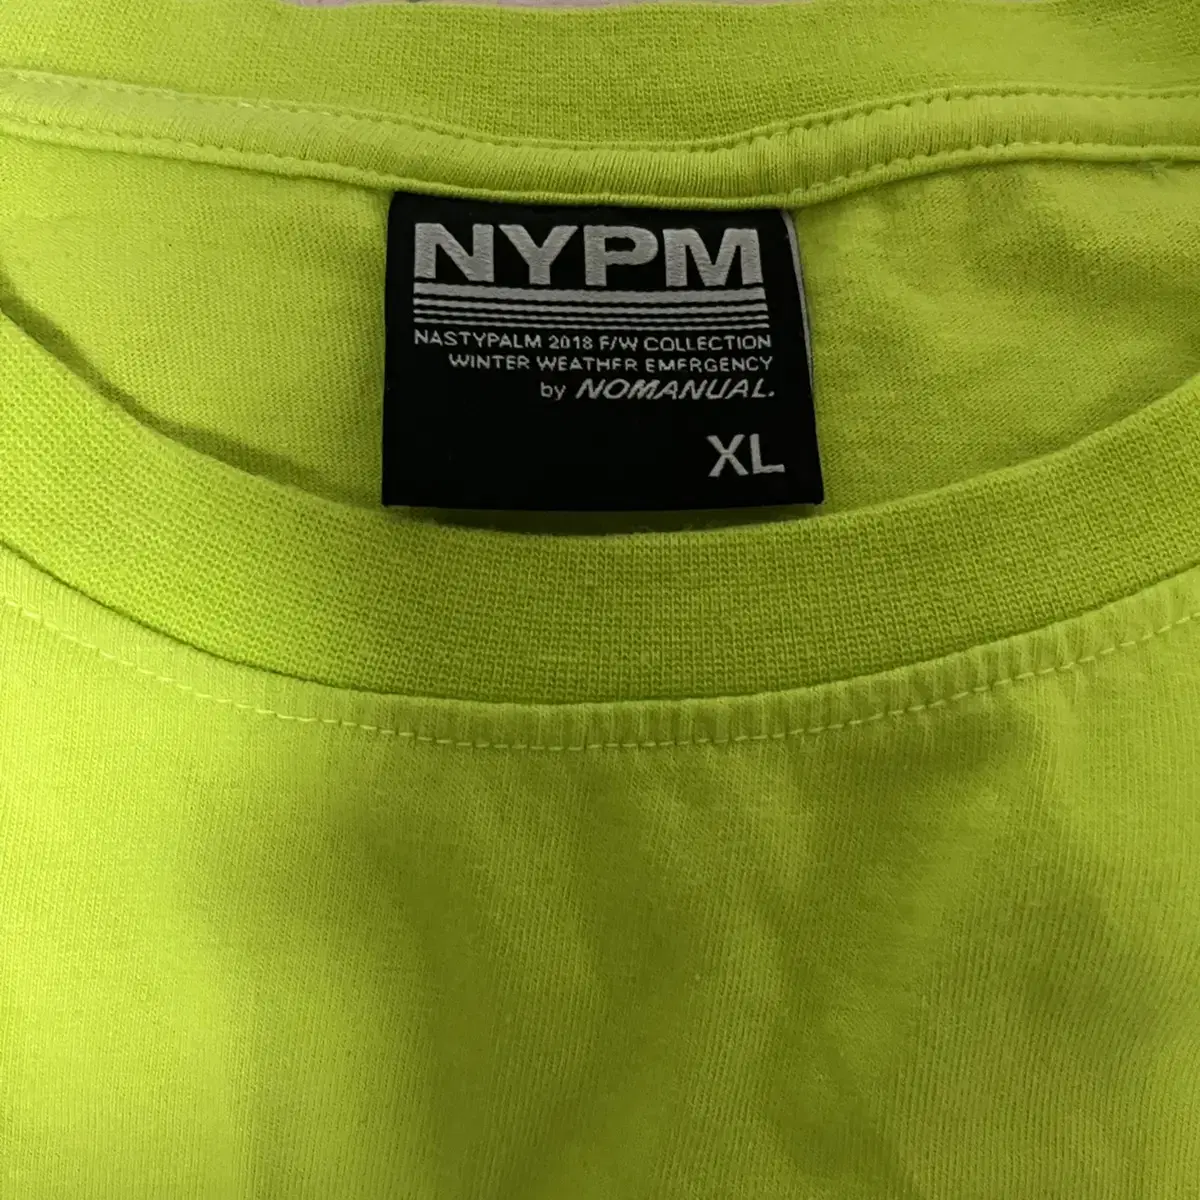 NYPM
NASTYPALM 2018 F/W COLLECTION
WINTER WEATHER EMERGENCY
by NOMANUAL.
XL